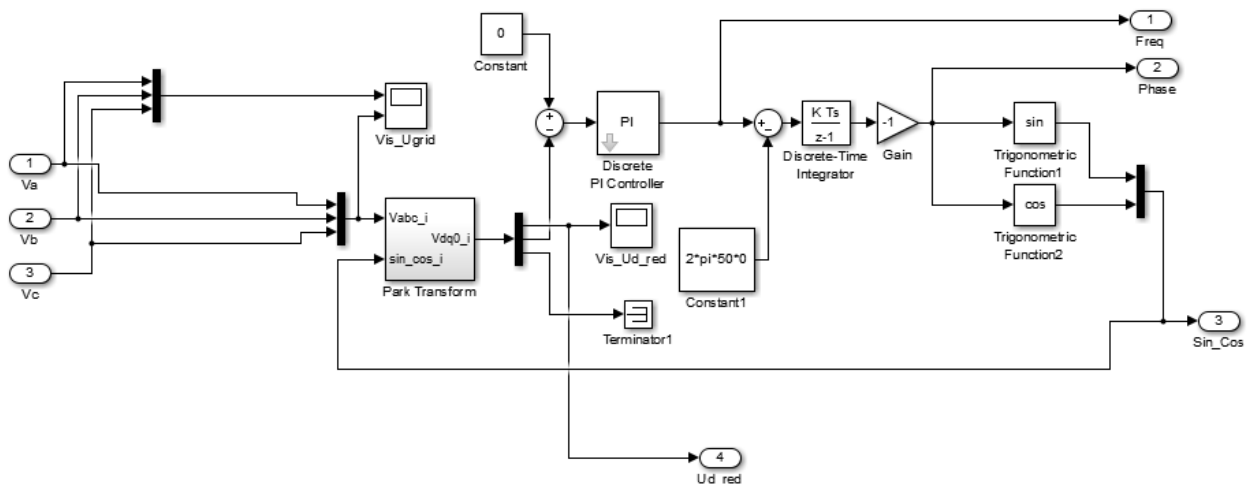 0
Constant
1
Freq
2
Phase
Vis_Ugrid
+
−
PI
Discrete
PI Controller
+
−
K Ts
z-1
Discrete-Time
Integrator
-1
Gain
sin
Trigonometric
Function1
cos
Trigonometric
Function2
1
Va
2
Vb
3
Vc
Vabc_i
Vdq0_i
sin_cos_i
Park Transform
Vis_Ud_red
2*pi*50*0
Constant1
Terminator1
3
Sin_Cos
4
Ud_red